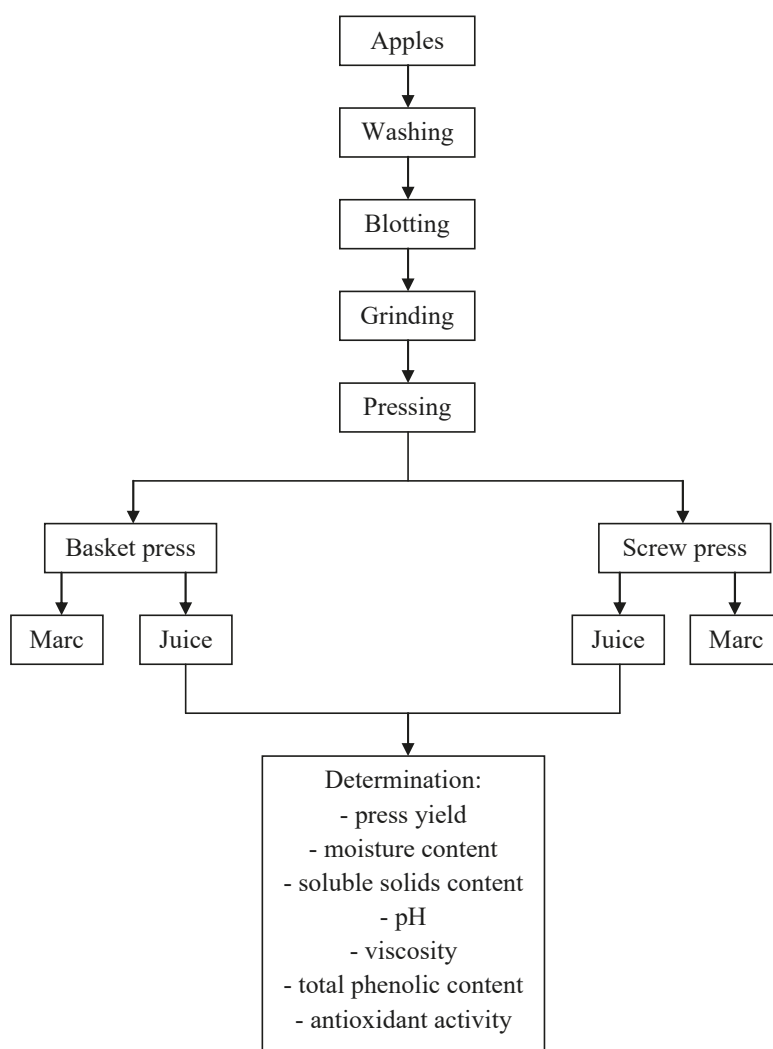 Apples
Washing
Blotting
Grinding
Pressing
Basket press
Screw press
Marc
Juice
Juice
Marc
Determination:
- press yield
- moisture content
- soluble solids content
- pH
- viscosity
- total phenolic content
- antioxidant activity